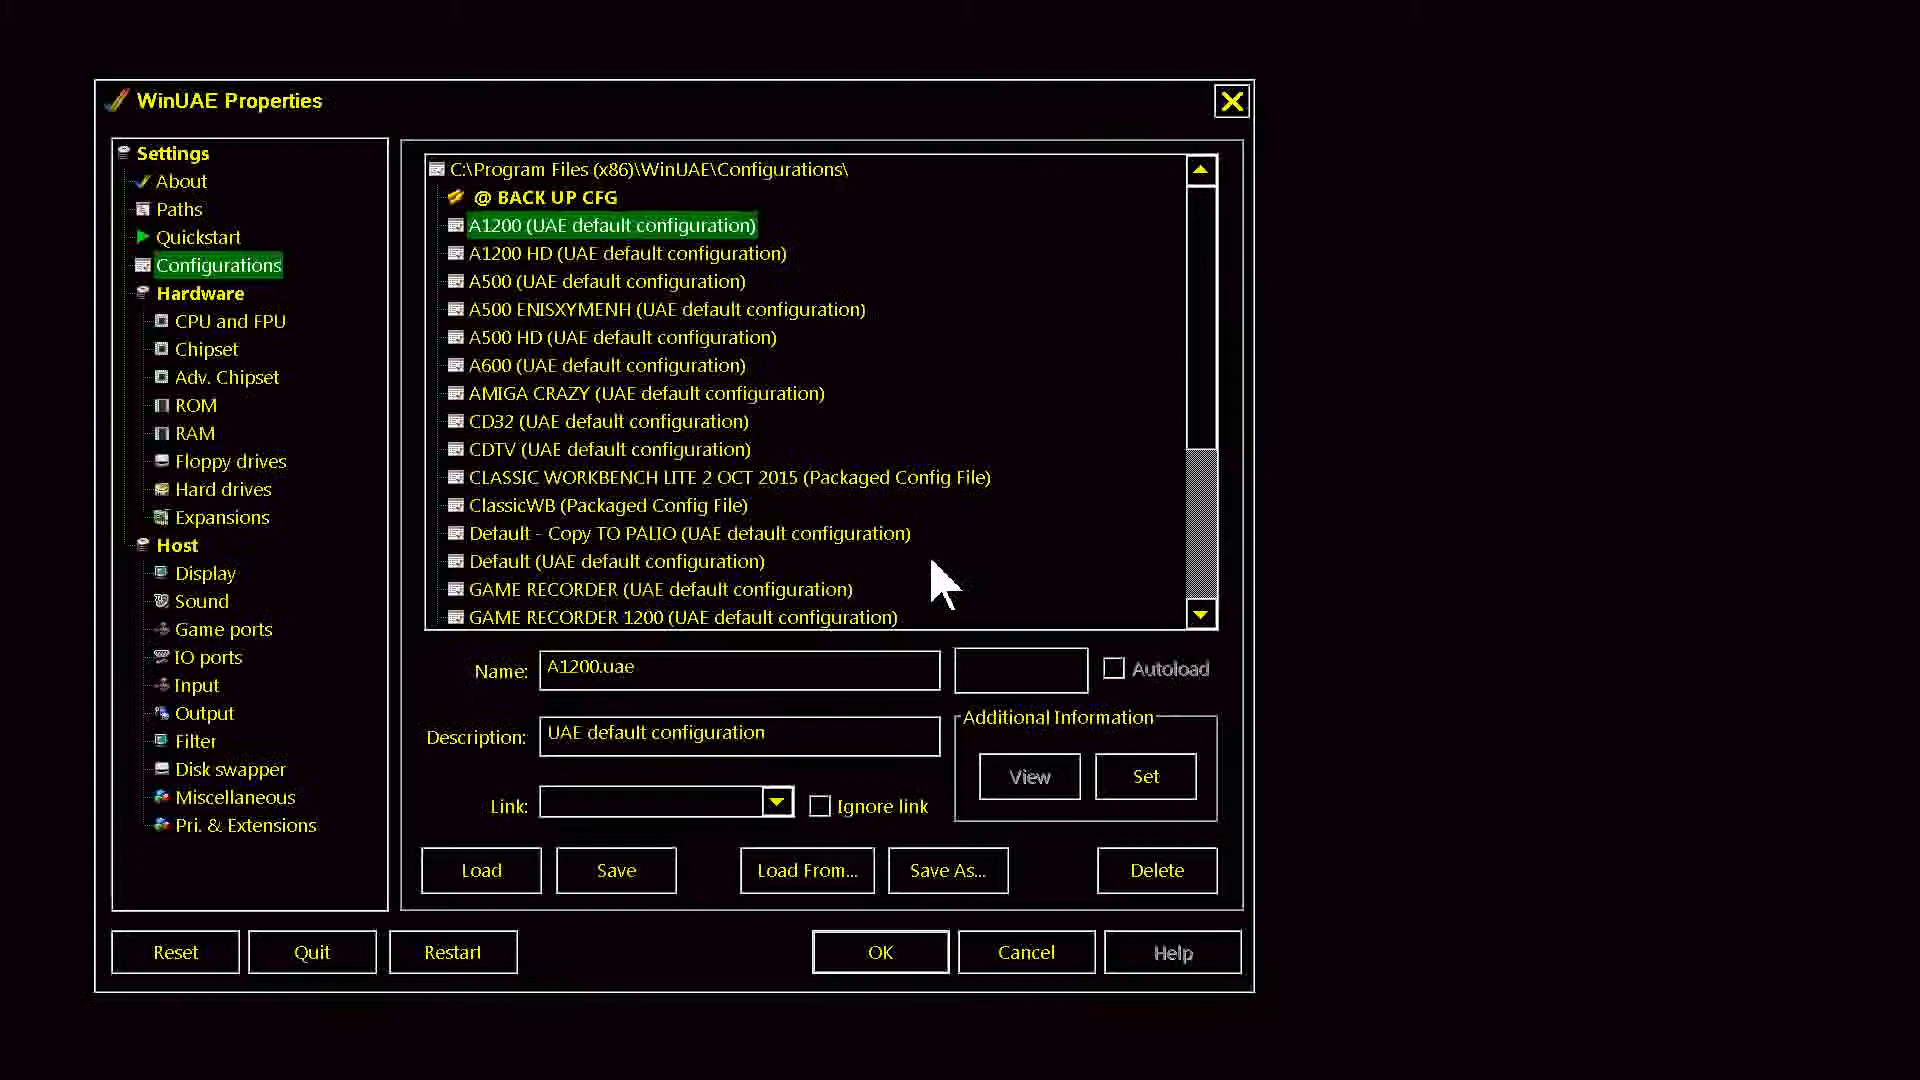 WinUAE Properties
Settings
About
Paths
Quickstart
Configurations
Hardware
CPU and FPU
Chipset
Adv. Chipset
ROM
RAM
Floppy drives
Hard drives
Expansions
Host
Display
Sound
Game ports
IO ports
Input
Output
Filter
Disk swapper
Miscellaneous
Pri. & Extensions
C:\Program Files (x86)\WinUAE\Configurations\
@ BACK UP CFG
A1200 (UAE default configuration)
A1200 HD (UAE default configuration)
A500 (UAE default configuration)
A500 ENISXYMENH (UAE default configuration)
A500 HD (UAE default configuration)
A600 (UAE default configuration)
AMIGA CRAZY (UAE default configuration)
CD32 (UAE default configuration)
CDTV (UAE default configuration)
CLASSIC WORKBENCH LITE 2 OCT 2015 (Packaged Config File)
ClassicWB (Packaged Config File)
Default - Copy TO PALIO (UAE default configuration)
Default (UAE default configuration)
GAME RECORDER (UAE default configuration)
GAME RECORDER 1200 (UAE default configuration)
Name: A1200.uae
Autoload
Description: UAE default configuration
Additional Information
View Set
Link:
Ignore link
Load Save Load From... Save As... Delete
Reset Quit Restart OK Cancel Help